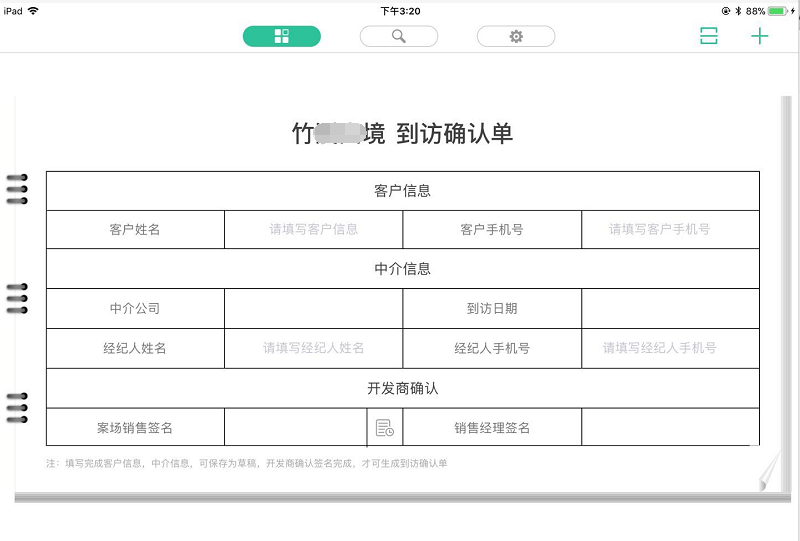 iPad 下午3:20 88%
竹 境 到访确认单
客户信息
客户姓名 请填写客户信息 客户手机号 请填写客户手机号
中介信息
中介公司 到访日期
经纪人姓名 请填写经纪人姓名 经纪人手机号 请填写经纪人手机号
开发商确认
案场销售签名 销售经理签名
注：填写完成客户信息，中介信息，可保存为草稿，开发商确认签名完成，才可生成到访确认单